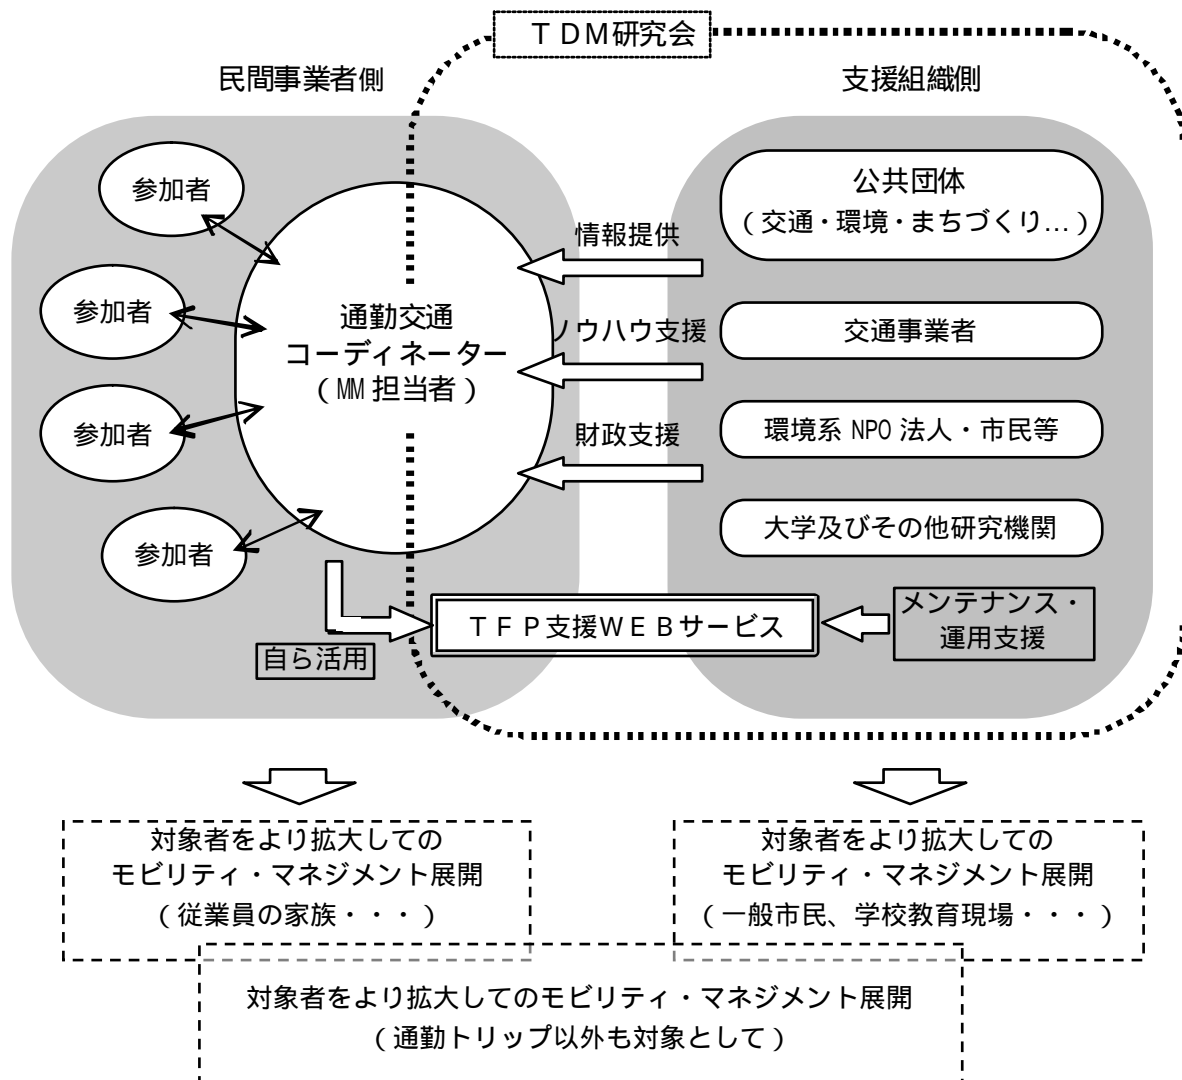 ＴＤＭ研究会
民間事業者側
支援組織側
参加者
参加者
参加者
参加者
通勤交通
コーディネーター
（MM担当者）
情報提供
ノウハウ支援
財政支援
公共団体
（交通・環境・まちづくり…）
交通事業者
環境系 NPO 法人・市民等
大学及びその他研究機関
ＴＦＰ支援ＷＥＢサービス
自ら活用
メンテナンス・
運用支援
対象者をより拡大しての
モビリティ・マネジメント展開
（従業員の家族・・・）
対象者をより拡大しての
モビリティ・マネジメント展開
（一般市民、学校教育現場・・・）
対象者をより拡大してのモビリティ・マネジメント展開
（通勤トリップ以外も対象として）